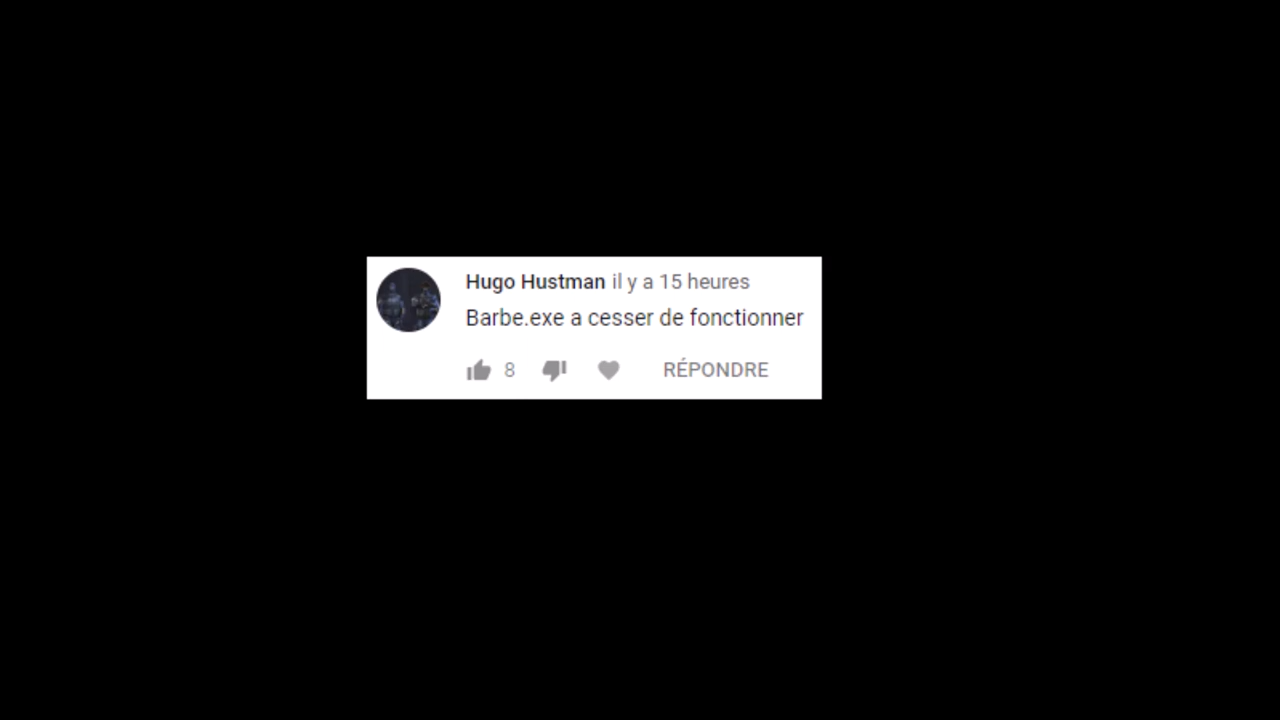 Hugo Hustman il y a 15 heures
Barbe.exe a cesser de fonctionner
8 RÉPONDRE